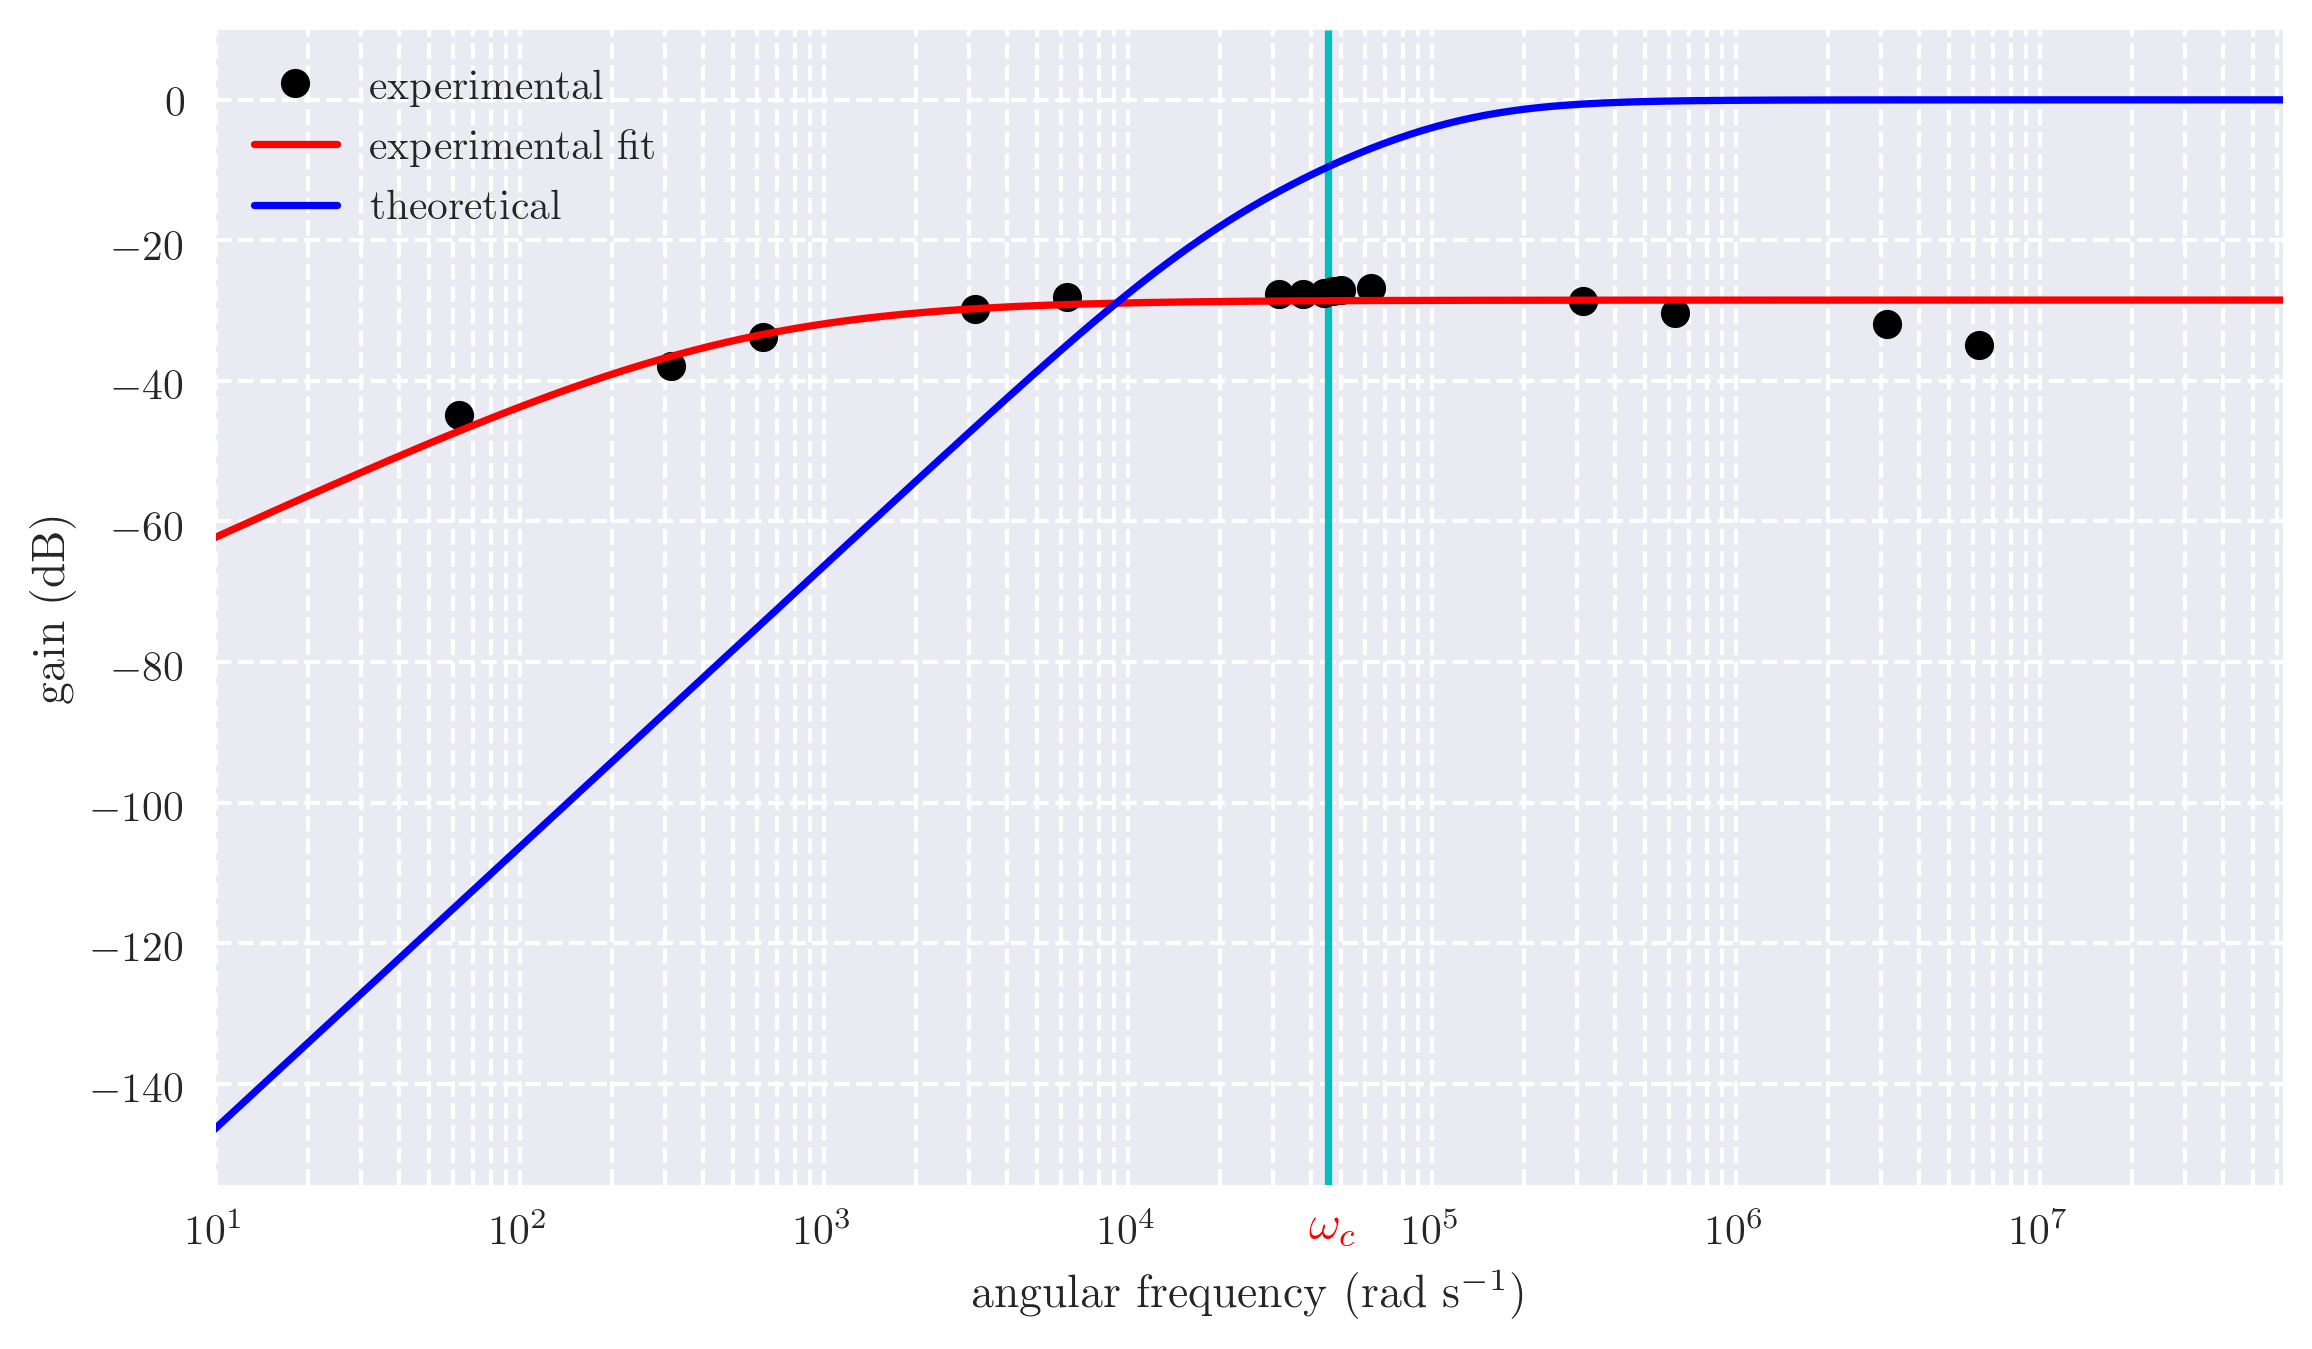 experimental
experimental fit
theoretical
0
−20
−40
−60
−80
−100
−120
−140
gain (dB)
10¹ 10² 10³ 10⁴ ω_c 10⁵ 10⁶ 10⁷
angular frequency (rad s⁻¹)